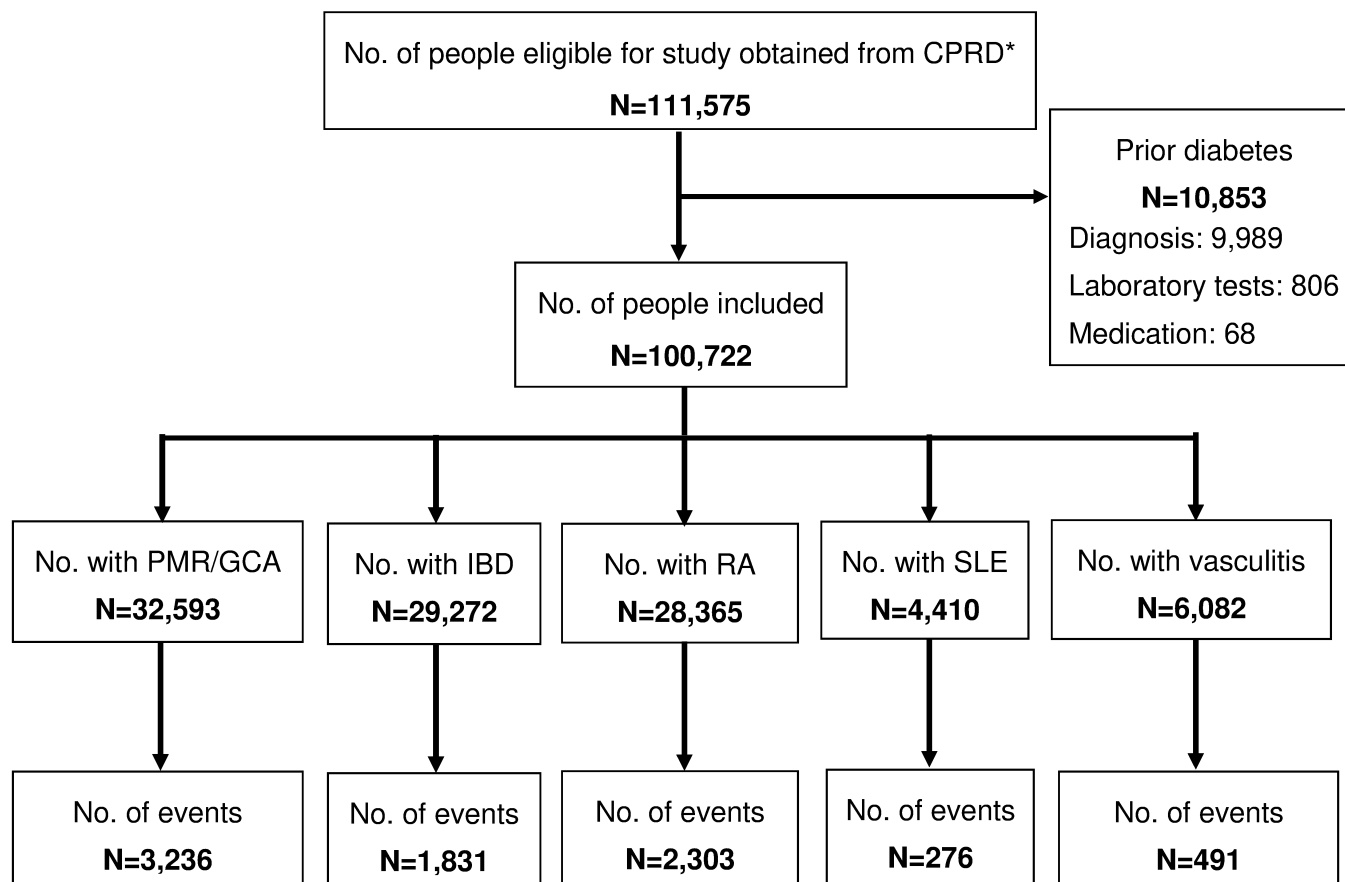 No. of people eligible for study obtained from CPRD*
N=111,575
Prior diabetes
N=10,853
Diagnosis: 9,989
Laboratory tests: 806
Medication: 68
No. of people included
N=100,722
No. with PMR/GCA
N=32,593
No. with IBD
N=29,272
No. with RA
N=28,365
No. with SLE
N=4,410
No. with vasculitis
N=6,082
No. of events
N=3,236
No. of events
N=1,831
No. of events
N=2,303
No. of events
N=276
No. of events
N=491